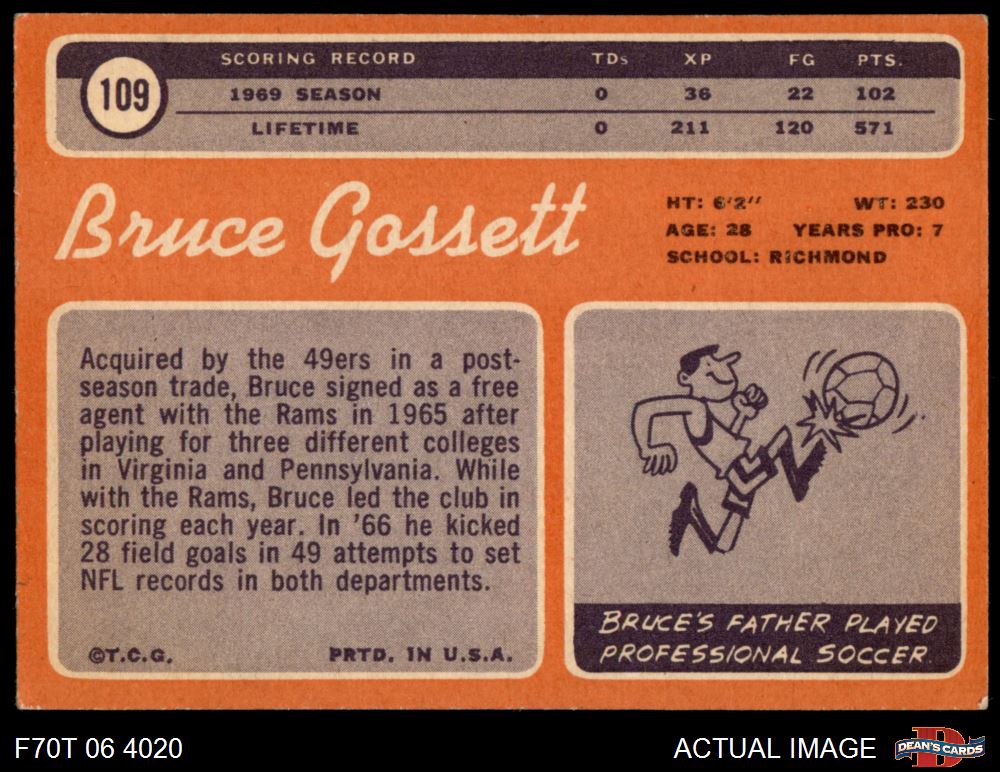 109
SCORING RECORD TDs XP FG PTS.
1969 SEASON 0 36 22 102
LIFETIME 0 211 120 571
Bruce Gossett
HT: 6'2'' WT: 230
AGE: 28 YEARS PRO: 7
SCHOOL: RICHMOND
Acquired by the 49ers in a post-
season trade, Bruce signed as a free
agent with the Rams in 1965 after
playing for three different colleges
in Virginia and Pennsylvania. While
with the Rams, Bruce led the club in
scoring each year. In '66 he kicked
28 field goals in 49 attempts to set
NFL records in both departments.
©T.C.G. PRTD. IN U.S.A.
BRUCE'S FATHER PLAYED
PROFESSIONAL SOCCER.
F70T 06 4020 ACTUAL IMAGE
DEAN'S CARDS